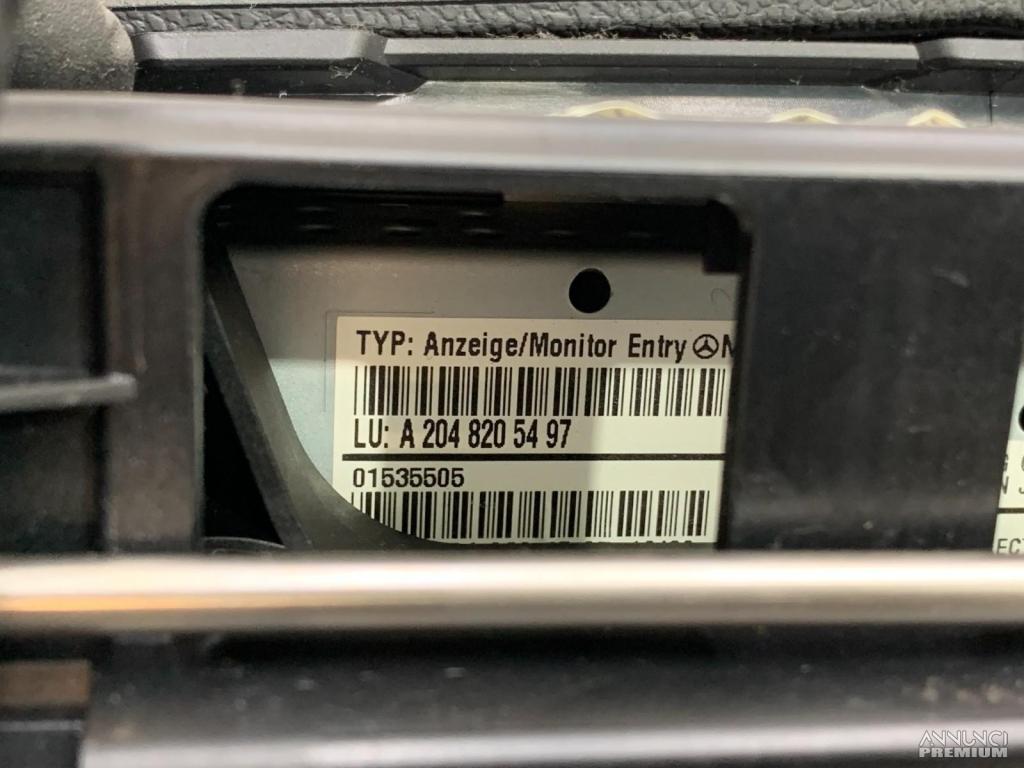 TYP: Anzeige/Monitor Entry
LU: A 204 820 54 97
01535505
ANNUNCI
PREMIUM